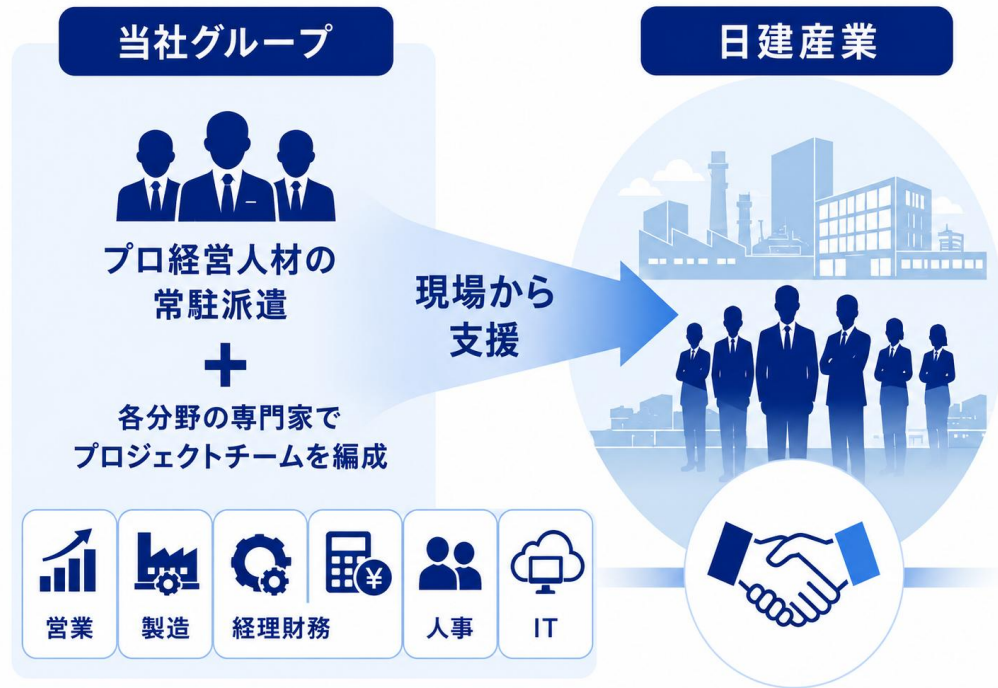 当社グループ
日建産業
プロ経営人材の
常駐派遣
+
各分野の専門家で
プロジェクトチームを編成
現場から
支援
営業
製造
経理財務
¥
人事
IT